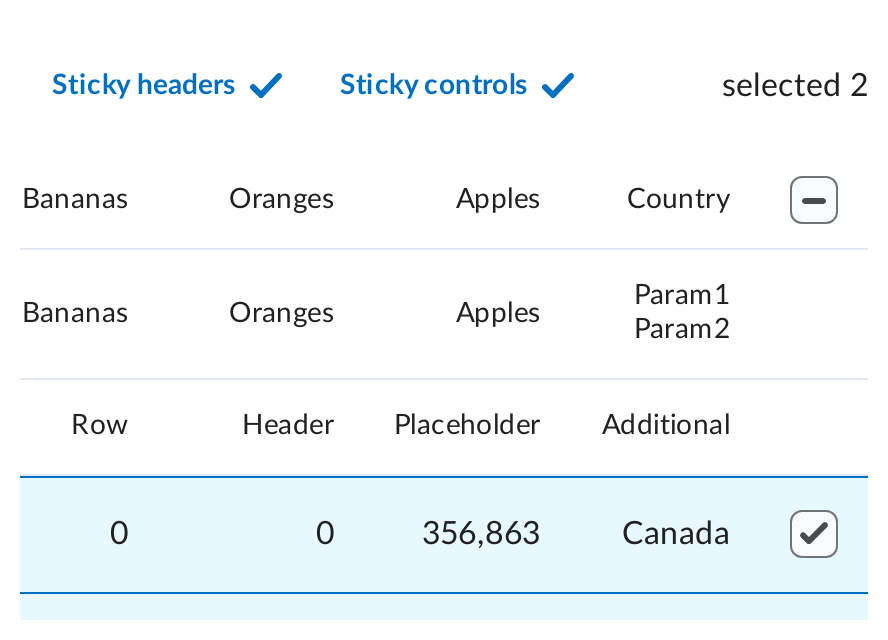 Sticky headers Sticky controls selected 2
Bananas Oranges Apples Country
Bananas Oranges Apples Param1
Param2
Row Header Placeholder Additional
0 0 356,863 Canada